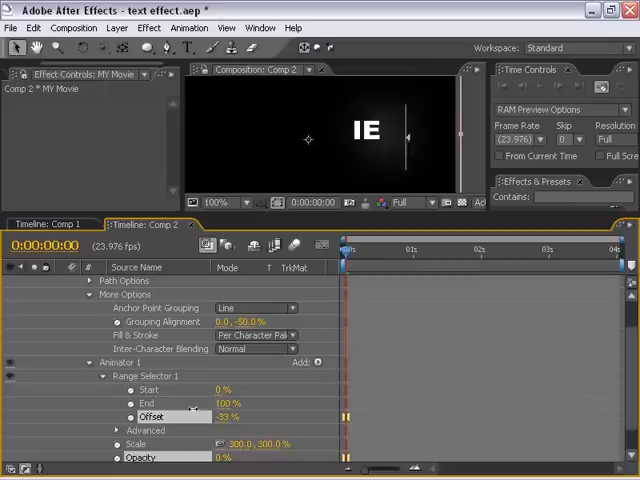 Adobe After Effects - text effect.aep *
File Edit Composition Layer Effect Animation View Window Help
Workspace: Standard
Effect Controls: MY Movie
Composition: Comp 2
Time Controls
Comp 2 * MY Movie
RAM Preview Options
Frame Rate Skip Resolution
(23.976) 0 Full
From Current Time Full Scre
IE
Effects & Presets
Contains:
100% 0:00:00:00 Full
Timeline: Comp 1 Timeline: Comp 2
0:00:00:00 (23.976 fps) 01s 02s 03s 04s
# Source Name Mode T TrkMat
Path Options
More Options
Anchor Point Grouping Line
Grouping Alignment 0.0, -50.0 %
Fill & Stroke Per Character Pal
Inter-Character Blending Normal
Animator 1 Add:
Range Selector 1
Start 0 %
End 100 %
Offset -33 %
Advanced
Scale 300.0, 300.0 %
Opacity 0 %